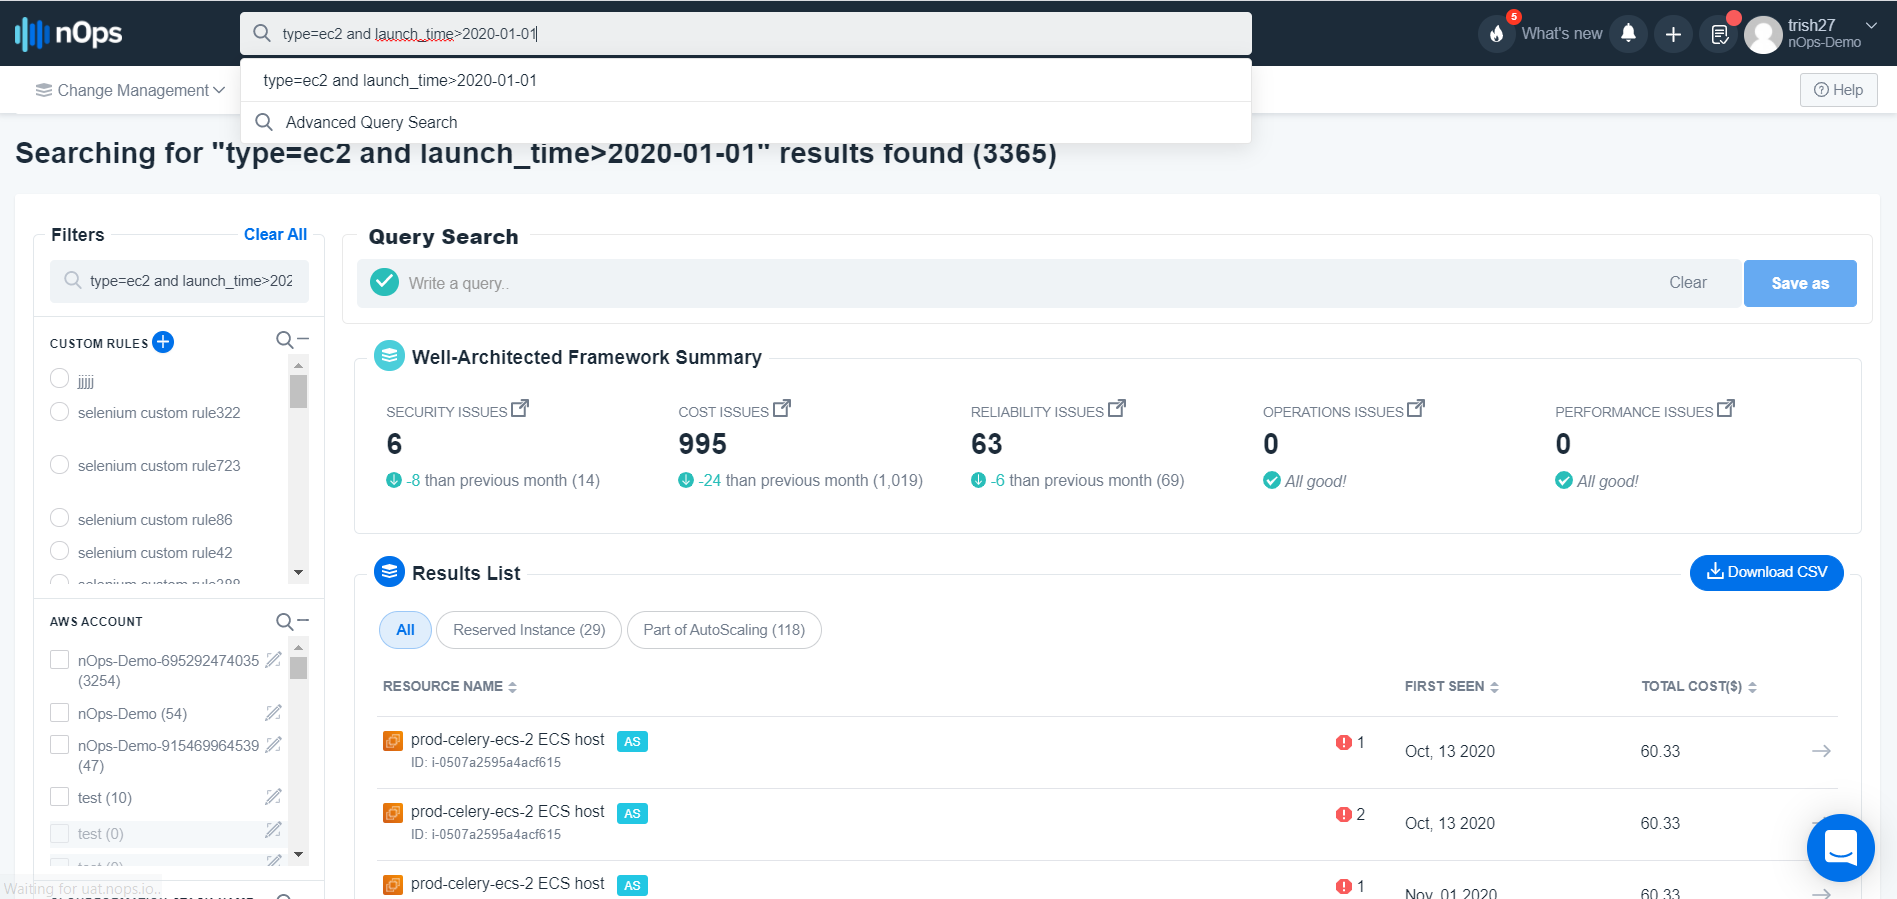 nOps
type=ec2 and launch_time>2020-01-01
5
What's new
trish27
nOps-Demo
type=ec2 and launch_time>2020-01-01
Change Management
Help
Advanced Query Search
Searching for "type=ec2 and launch_time>2020-01-01" results found (3365)
Filters
Clear All
type=ec2 and launch_time>202
CUSTOM RULES
jjjjj
selenium custom rule322
selenium custom rule723
selenium custom rule86
selenium custom rule42
selenium custom rule388
AWS ACCOUNT
nOps-Demo-695292474035
(3254)
nOps-Demo (54)
nOps-Demo-915469964539
(47)
test (10)
test (0)
test (0)
Waiting for uat.nops.io..
Query Search
Write a query..
Clear
Save as
Well-Architected Framework Summary
SECURITY ISSUES
6
-8 than previous month (14)
COST ISSUES
995
-24 than previous month (1,019)
RELIABILITY ISSUES
63
-6 than previous month (69)
OPERATIONS ISSUES
0
All good!
PERFORMANCE ISSUES
0
All good!
Results List
Download CSV
All
Reserved Instance (29)
Part of AutoScaling (118)
RESOURCE NAME
FIRST SEEN
TOTAL COST($)
prod-celery-ecs-2 ECS host AS
ID: i-0507a2595a4acf615
1
Oct, 13 2020
60.33
prod-celery-ecs-2 ECS host AS
ID: i-0507a2595a4acf615
2
Oct, 13 2020
60.33
prod-celery-ecs-2 ECS host AS
1
Nov, 01 2020
60.33